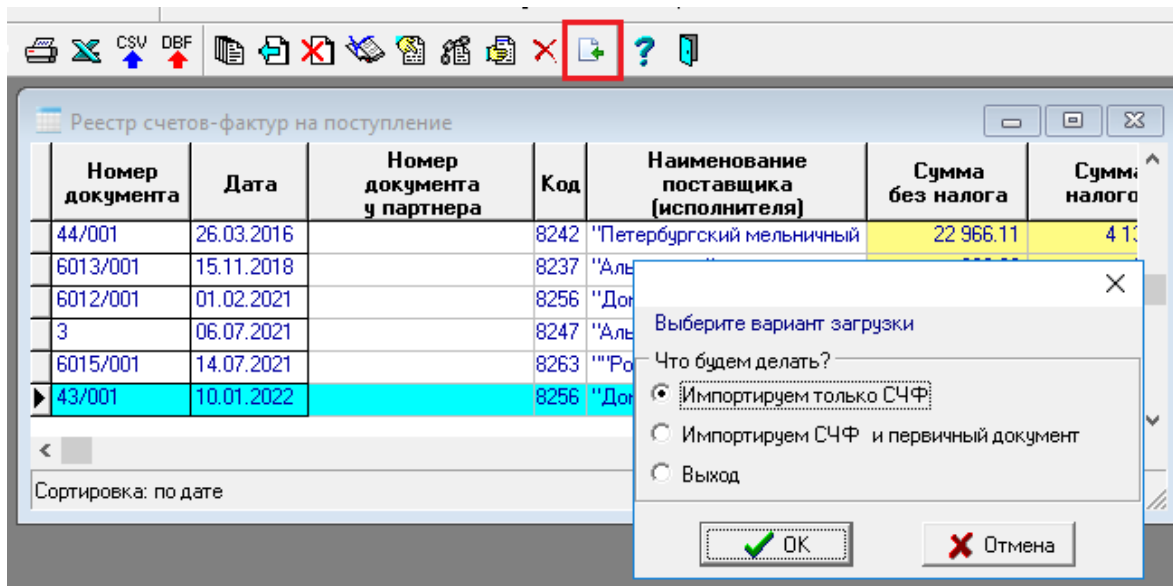 CSV DBF
?
Реестр счетов-фактур на поступление
Номер документа Дата Номер документа у партнера Код Наименование поставщика (исполнителя) Сумма без налога
44/001 26.03.2016 8242 "Петербургский мельничный 22 966.11
6013/001 15.11.2018 8237
6012/001 01.02.2021 8256
3 06.07.2021 8247
6015/001 14.07.2021 8263
43/001 10.01.2022 8256
Сортировка: по дате
Выберите вариант загрузки
Что будем делать?
Импортируем только СЧФ
Импортируем СЧФ и первичный документ
Выход
OK Отмена